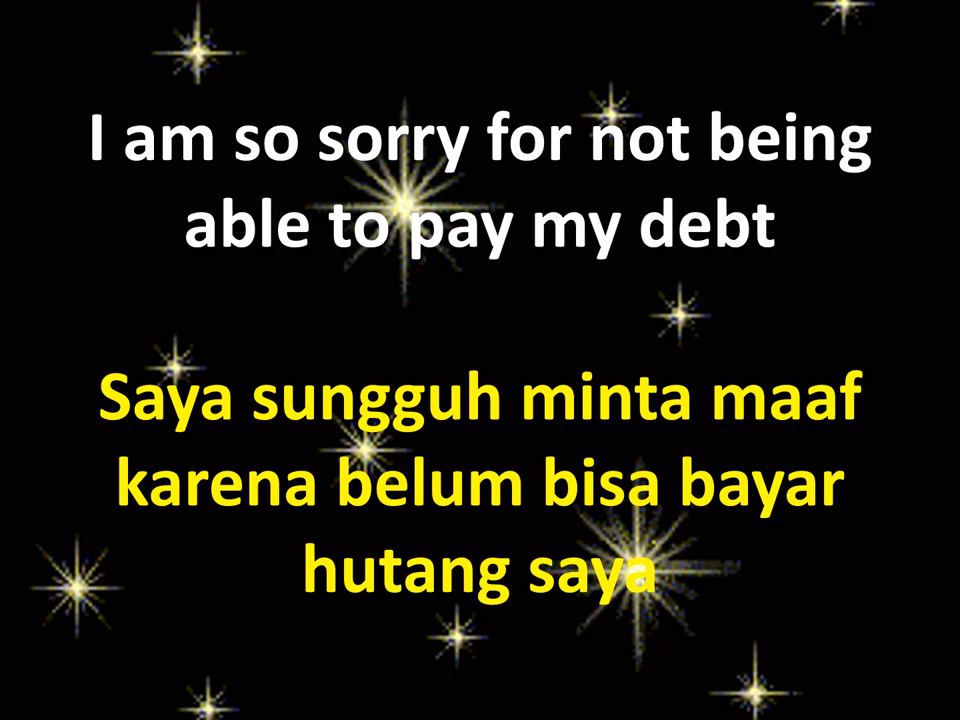 I am so sorry for not being
able to pay my debt
Saya sungguh minta maaf
karena belum bisa bayar
hutang saya